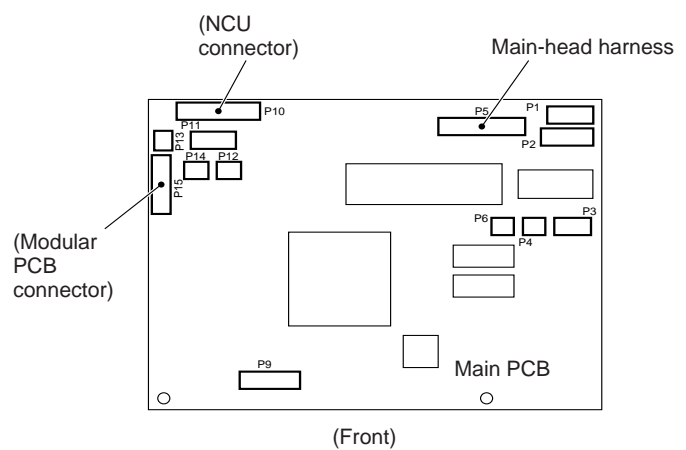 (NCU
connector)
Main-head harness
P10
P5
P1
P11
P2
P13
P14
P12
P15
P6
P3
P4
(Modular
PCB
connector)
P9
Main PCB
(Front)